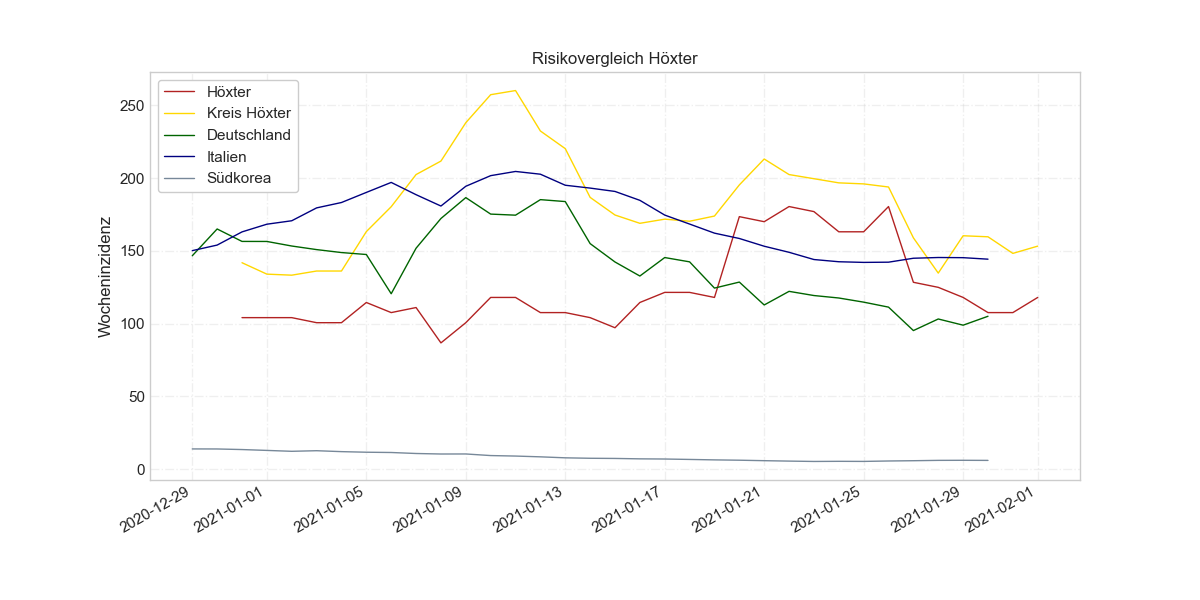 Risikovergleich Höxter
Höxter
Kreis Höxter
Deutschland
Italien
Südkorea
Wocheninzidenz
250
200
150
100
50
0
2020-12-29
2021-01-01
2021-01-05
2021-01-09
2021-01-13
2021-01-17
2021-01-21
2021-01-25
2021-01-29
2021-02-01